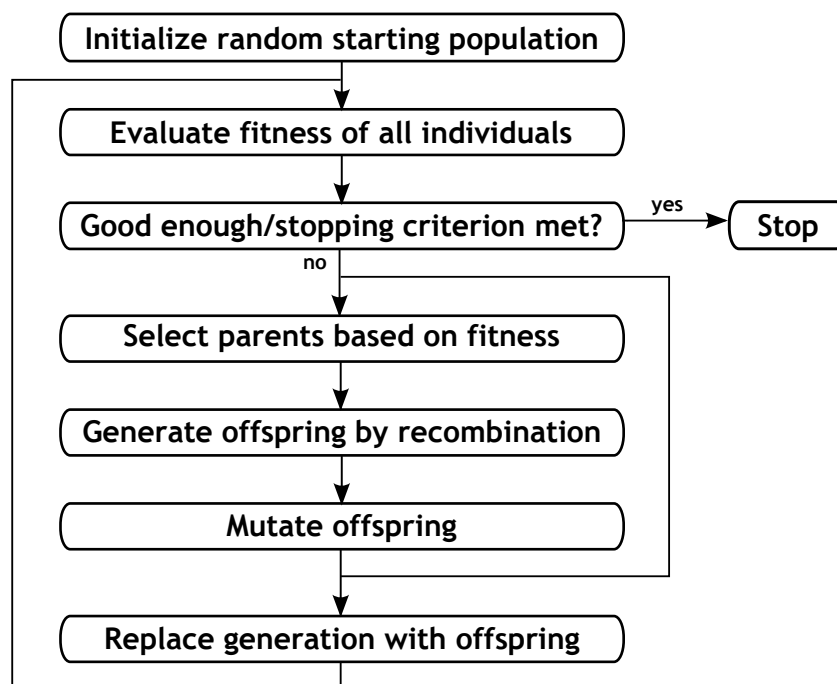 Initialize random starting population
Evaluate fitness of all individuals
Good enough/stopping criterion met?
yes
Stop
no
Select parents based on fitness
Generate offspring by recombination
Mutate offspring
Replace generation with offspring